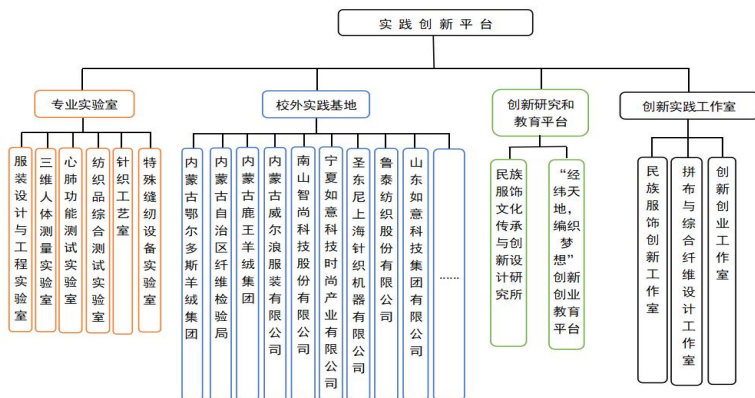 实践创新平台
专业实验室
校外实践基地
创新研究和
教育平台
创新实践工作室
服装设计与工程实验室
三维人体测量实验室
心肺功能测试实验室
纺织品综合测试实验室
针织工艺室
特殊缝纫设备实验室
内蒙古鄂尔多斯羊绒集团
内蒙古自治区纤维检验局
内蒙古鹿王羊绒集团
内蒙古威尔浪服装有限公司
南山智尚科技股份有限公司
宁夏如意科技时尚产业有限公司
圣东尼上海针织机器有限公司
鲁泰纺织股份有限公司
山东如意科技集团有限公司
……
民族
服饰
文化
传承
与创
新设
计研
究所
“经
纬天
地，
编织
梦
想”
创新
创业
教育
平台
民族服饰创新工作室
拼布与综合纤维设计工作室
创新创业工作室